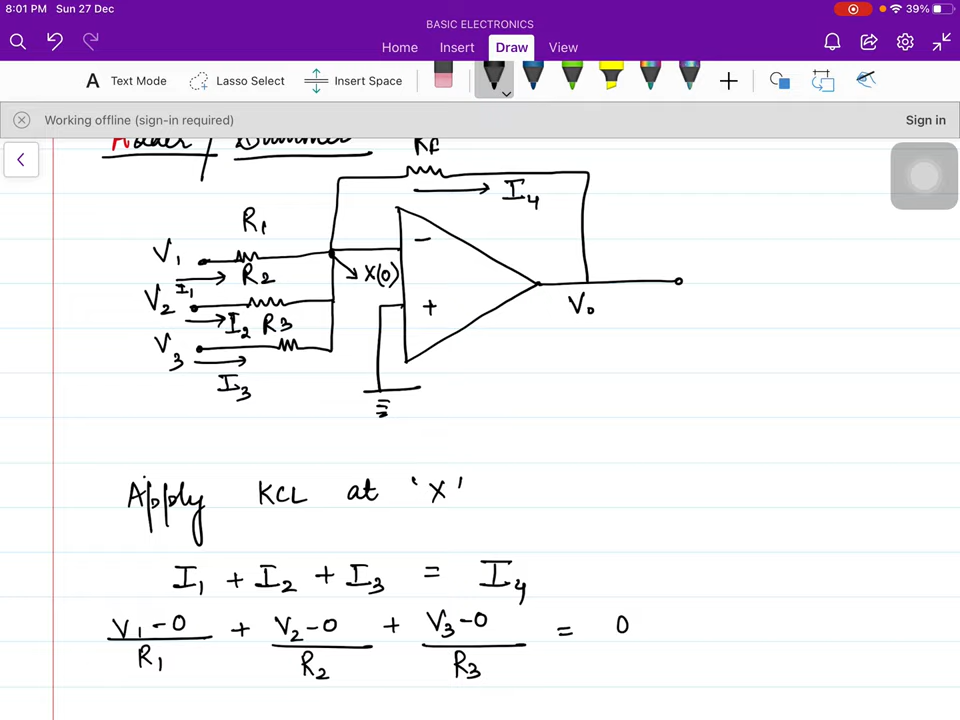 8:01 PM Sun 27 Dec 39%
BASIC ELECTRONICS
Home Insert Draw View
A Text Mode Lasso Select Insert Space
Working offline (sign-in required) Sign in
Adder / Summer
RF
I4
R1
V1
I1
R2
X(0)
−
V2
I2
R3
+
V0
V3
I3
Apply KCL at 'X'
I1 + I2 + I3 = I4
V1 - 0 / R1 + V2 - 0 / R2 + V3 - 0 / R3 = 0